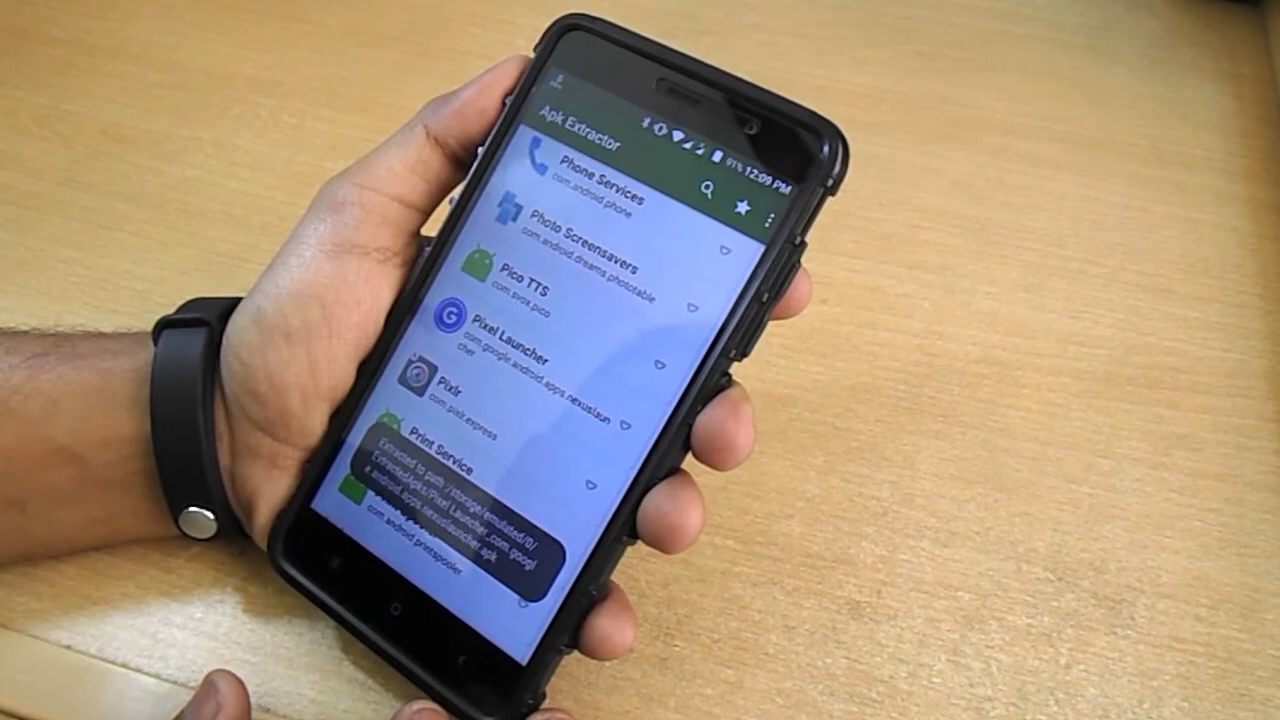 91% 12:09 PM
Apk Extractor
Phone Services
com.android.phone
Photo Screensavers
com.android.dreams.phototable
Pico TTS
com.svox.pico
Pixel Launcher
com.google.android.apps.nexuslaun
cher
Pixlr
com.pixlr.express
Print Service
Extracted to path :/storage/emulated/0/
ExtractedApks/Pixel Launcher_com.googl
e.android.apps.nexuslauncher.apk
com.android.printspooler